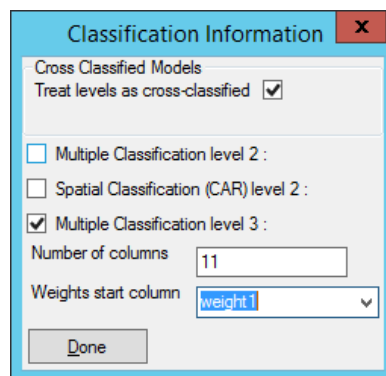 Classification Information x
Cross Classified Models
Treat levels as cross-classified
Multiple Classification level 2 :
Spatial Classification (CAR) level 2 :
Multiple Classification level 3 :
Number of columns 11
Weights start column weight1
Done